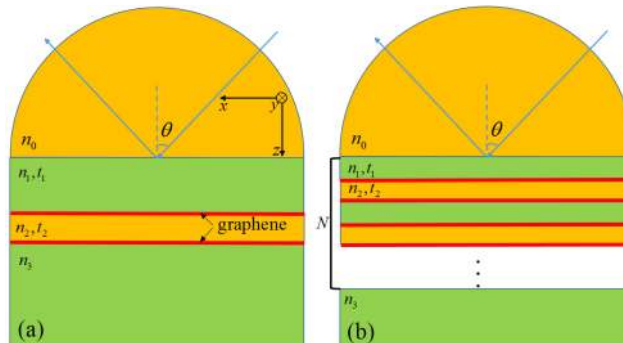 θ
x
y
z
n₀
n₁,t₁
n₂,t₂
graphene
n₃
(a)
θ
n₀
n₁,t₁
n₂,t₂
N
n₃
(b)